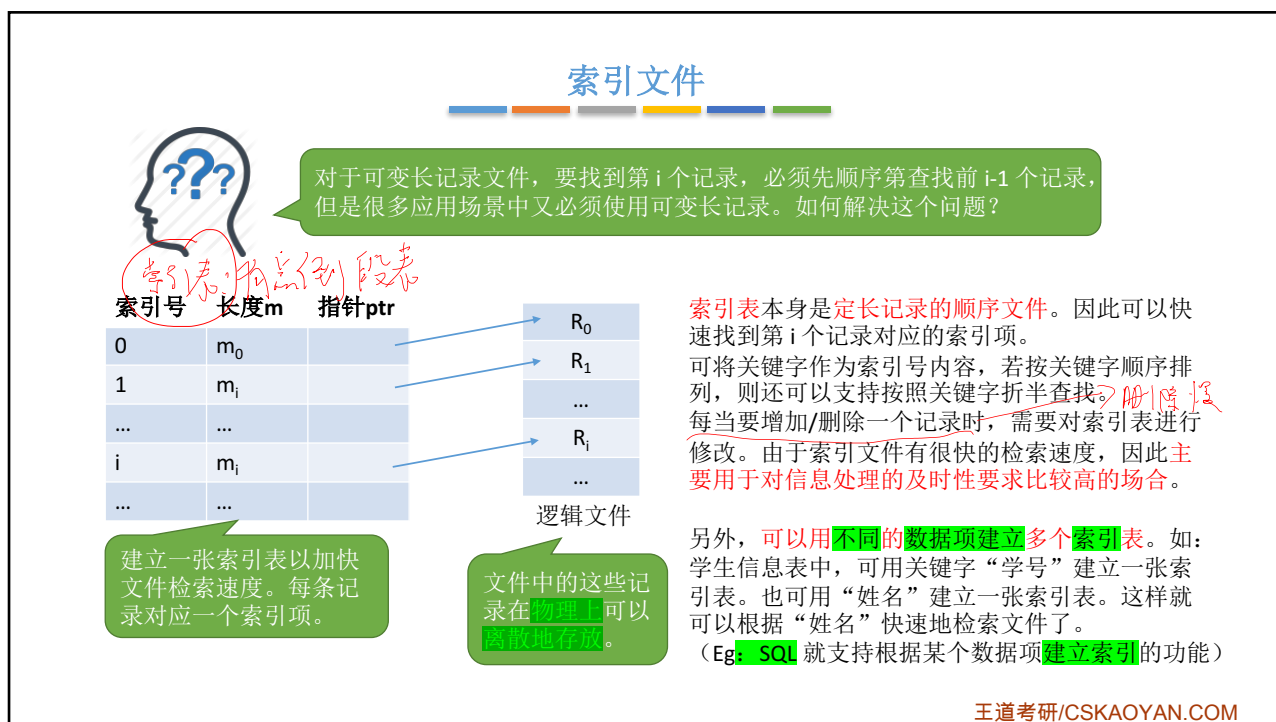 索引文件
???
对于可变长记录文件，要找到第 i 个记录，必须先顺序第查找前 i-1 个记录，
但是很多应用场景中又必须使用可变长记录。如何解决这个问题？
索引表：有点像段表
索引号 长度m 指针ptr
0 m0
1 mi
... ...
i mi
... ...
R0
R1
...
Ri
...
逻辑文件
建立一张索引表以加快
文件检索速度。每条记
录对应一个索引项。
文件中的这些记
录在物理上可以
离散地存放。
索引表本身是定长记录的顺序文件。因此可以快
速找到第 i 个记录对应的索引项。
可将关键字作为索引号内容，若按关键字顺序排
列，则还可以支持按照关键字折半查找。
删除慢
每当要增加/删除一个记录时，需要对索引表进行
修改。由于索引文件有很快的检索速度，因此主
要用于对信息处理的及时性要求比较高的场合。
另外，可以用不同的数据项建立多个索引表。如：
学生信息表中，可用关键字“学号”建立一张索
引表。也可用“姓名”建立一张索引表。这样就
可以根据“姓名”快速地检索文件了。
（Eg：SQL 就支持根据某个数据项建立索引的功能）
王道考研/CSKAOYAN.COM